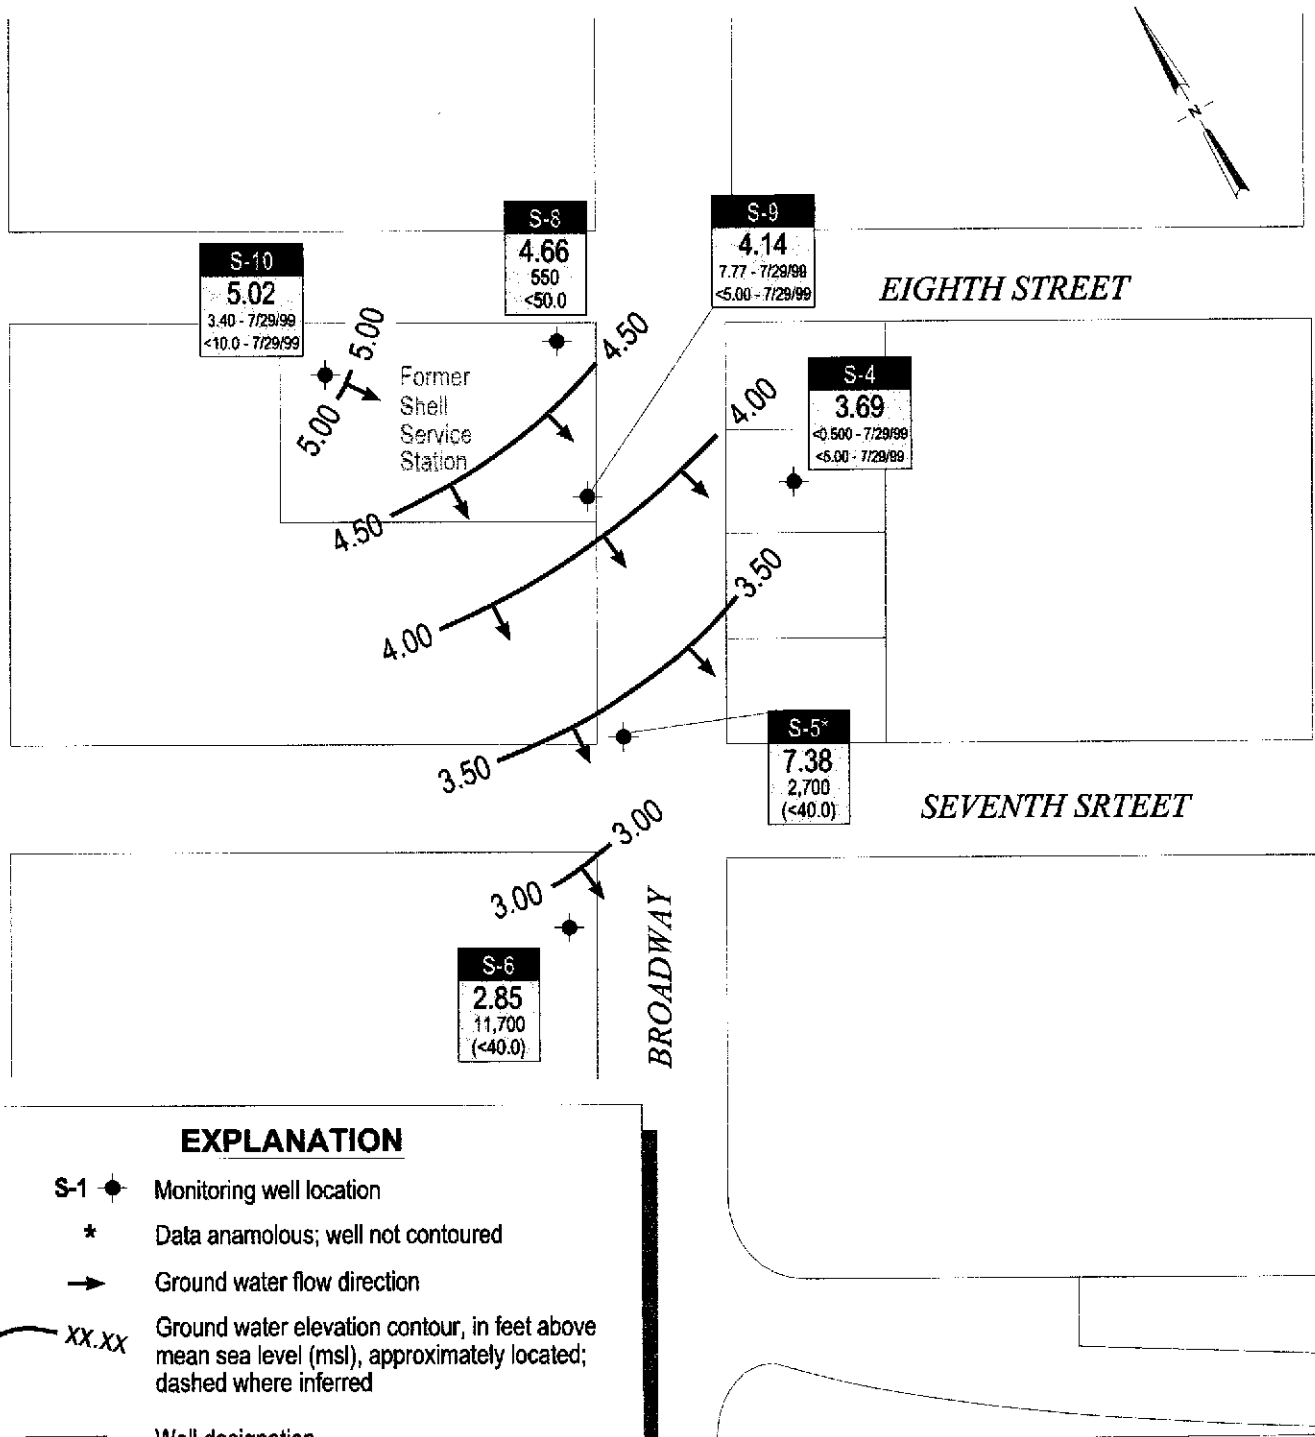 N
S-8
4.66
550
<50.0
S-9
4.14
7.77 - 7/29/99
<5.00 - 7/29/99
S-10
5.02
3.40 - 7/29/99
<10.0 - 7/29/99
EIGHTH STREET
5.00
5.00
Former
Shell
Service
Station
4.50
4.50
S-4
3.69
<0.500 - 7/29/99
<5.00 - 7/29/99
4.00
4.00
3.50
3.50
S-5*
7.38
2,700
(<40.0)
SEVENTH SRTEET
3.00
3.00
BROADWAY
S-6
2.85
11,700
(<40.0)
EXPLANATION
S-1 Monitoring well location
* Data anamolous; well not contoured
Ground water flow direction
XX.XX Ground water elevation contour, in feet above
mean sea level (msl), approximately located;
dashed where inferred
Well designation